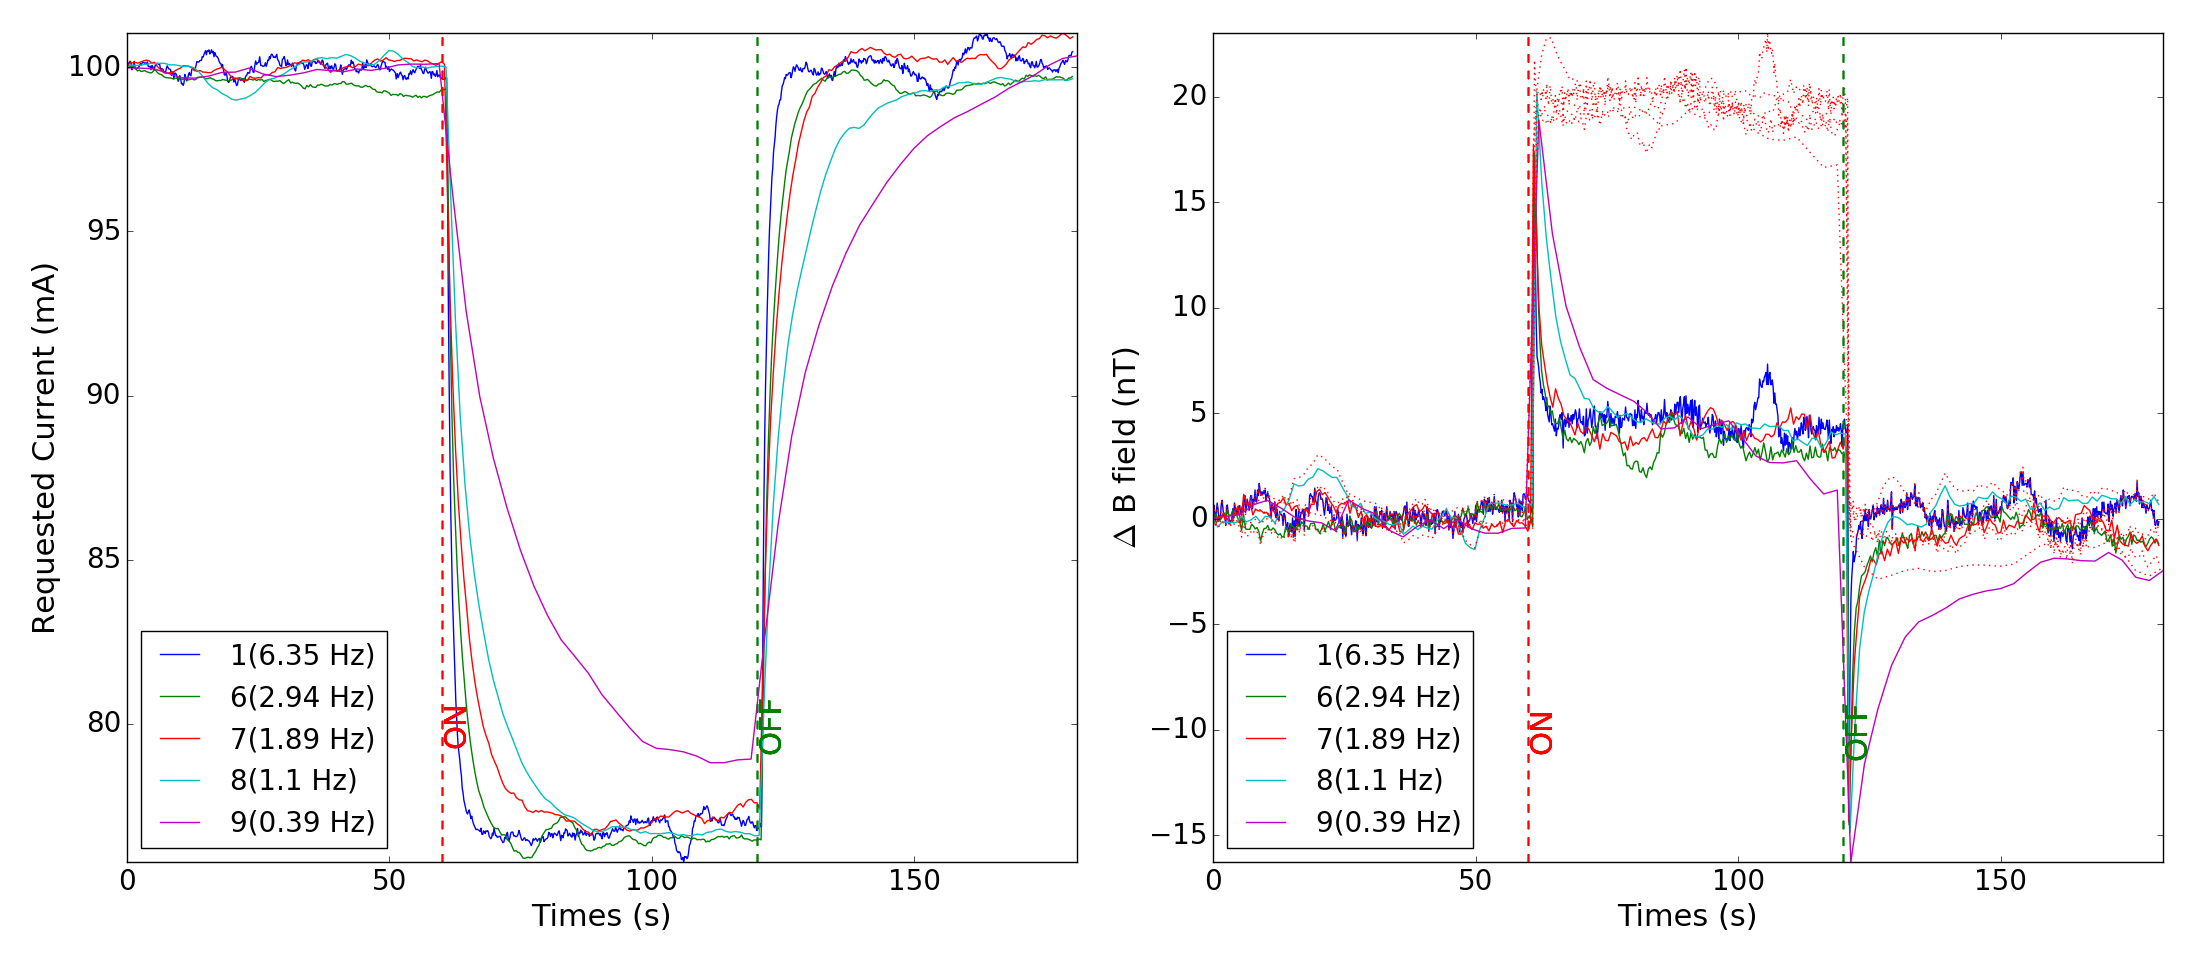 Requested Current (mA)
100
95
90
85
80
ON
OFF
1(6.35 Hz)
6(2.94 Hz)
7(1.89 Hz)
8(1.1 Hz)
9(0.39 Hz)
0
50
100
150
Times (s)
Δ B field (nT)
20
15
10
5
0
−5
−10
−15
ON
OFF
1(6.35 Hz)
6(2.94 Hz)
7(1.89 Hz)
8(1.1 Hz)
9(0.39 Hz)
0
50
100
150
Times (s)